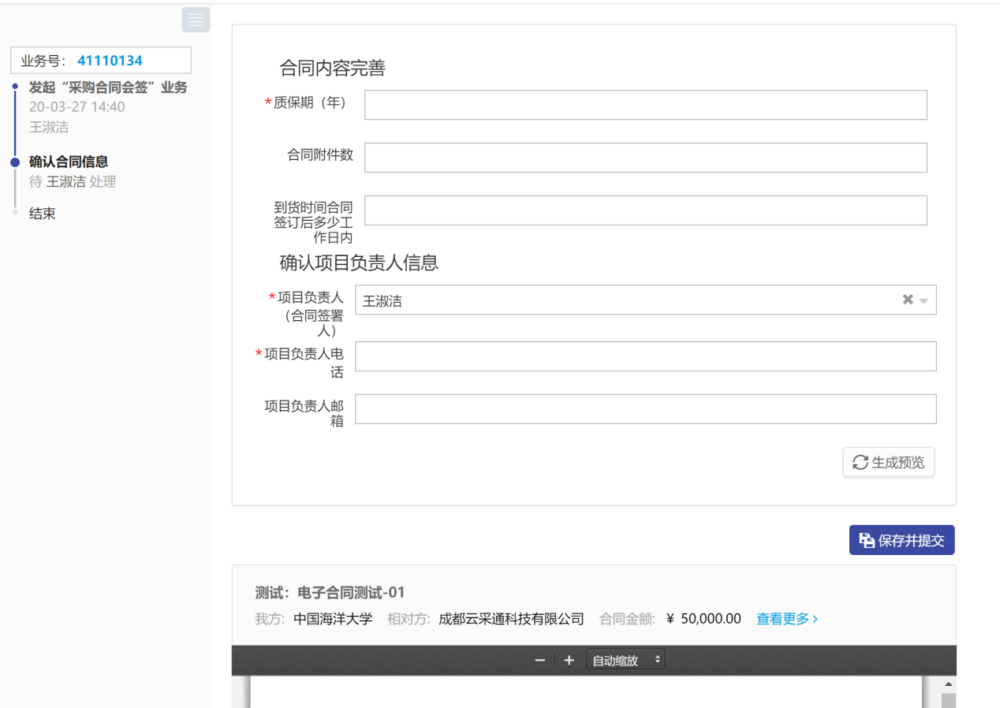 业务号： 41110134
发起“采购合同会签”业务
20-03-27 14:40
王淑洁
确认合同信息
待 王淑洁 处理
结束
合同内容完善
*质保期（年）
合同附件数
到货时间合同
签订后多少工
作日内
确认项目负责人信息
*项目负责人
（合同签署
人）
王淑洁
*项目负责人电
话
项目负责人邮
箱
生成预览
保存并提交
测试：电子合同测试-01
我方: 中国海洋大学 相对方: 成都云采通科技有限公司 合同金额: ¥ 50,000.00 查看更多 ›
自动缩放